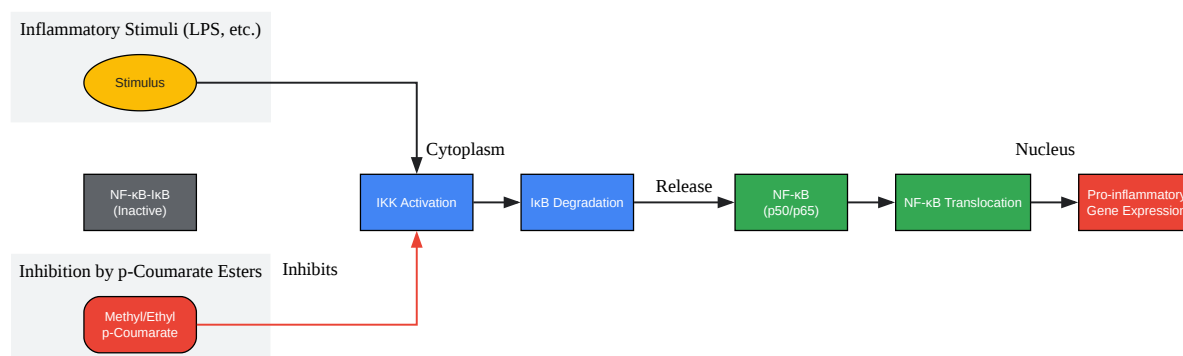 Inflammatory Stimuli (LPS, etc.)
Stimulus
Cytoplasm
Nucleus
NF-κB-IκB
(Inactive)
IKK Activation
IκB Degradation
Release
NF-κB
(p50/p65)
NF-κB Translocation
Pro-inflammatory
Gene Expression
Inhibition by p-Coumarate Esters
Inhibits
Methyl/Ethyl
p-Coumarate